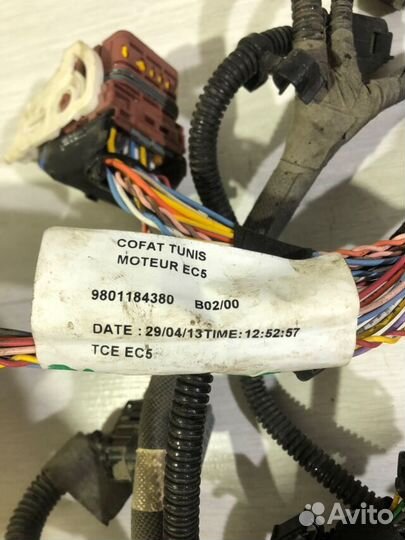 COFAT TUNIS
MOTEUR EC5
9801184380 B02/00
DATE : 29/04/13TIME: 12:52:57
TCE EC5
Avito